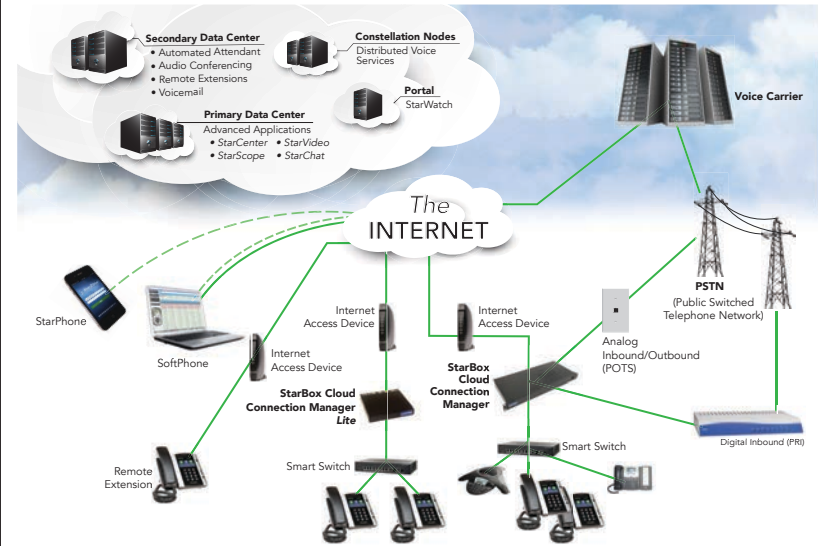 Secondary Data Center
• Automated Attendant
• Audio Conferencing
• Remote Extensions
• Voicemail
Constellation Nodes
Distributed Voice
Services
Portal
StarWatch
Primary Data Center
Advanced Applications
• StarCenter • StarVideo
• StarScope • StarChat
Voice Carrier
The
INTERNET
PSTN
(Public Switched
Telephone Network)
StarPhone
SoftPhone
Internet
Access Device
Internet
Access Device
Internet
Access Device
Analog
Inbound/Outbound
(POTS)
StarBox Cloud
Connection Manager
Lite
StarBox
Cloud
Connection
Manager
Digital Inbound (PRI)
Remote
Extension
Smart Switch
Smart Switch